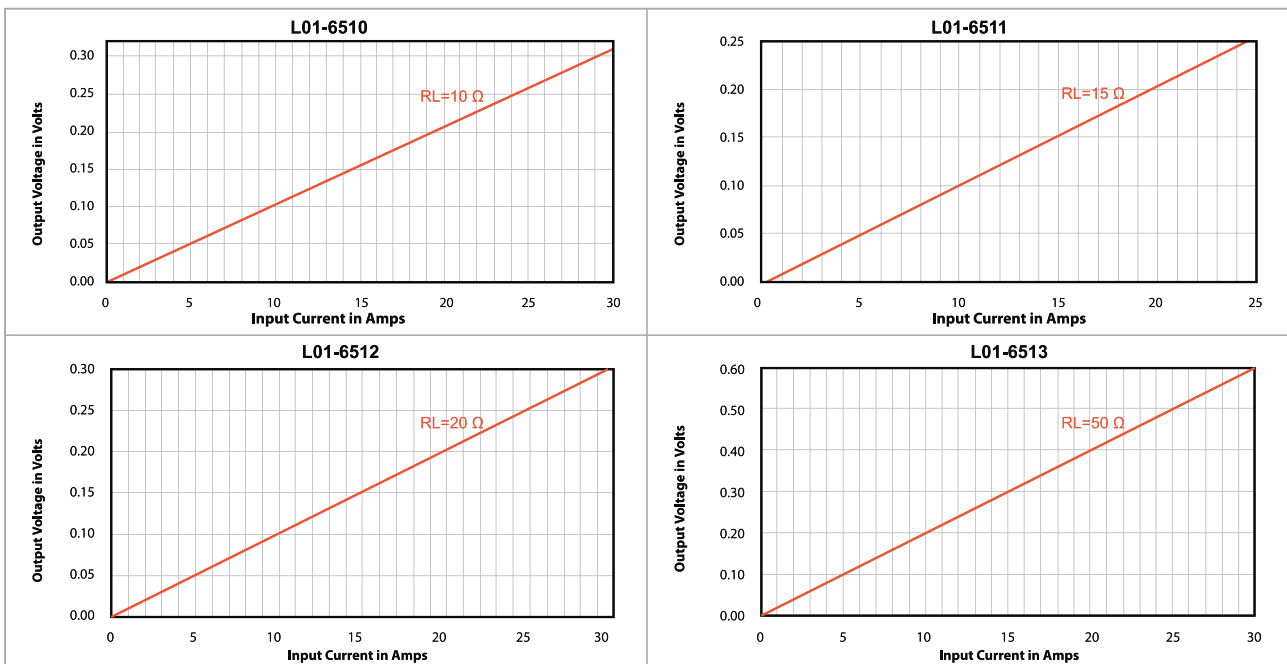 L01-6510
Output Voltage in Volts
0.30
0.25
0.20
0.15
0.10
0.05
0.00
RL=10 Ω
0 5 10 15 20 25 30
Input Current in Amps
L01-6511
Output Voltage in Volts
0.25
0.20
0.15
0.10
0.05
0.00
RL=15 Ω
0 5 10 15 20 25
Input Current in Amps
L01-6512
Output Voltage in Volts
0.30
0.25
0.20
0.15
0.10
0.05
0.00
RL=20 Ω
0 5 10 15 20 25 30
Input Current in Amps
L01-6513
Output Voltage in Volts
0.60
0.50
0.40
0.30
0.20
0.10
0.00
RL=50 Ω
0 5 10 15 20 25 30
Input Current in Amps